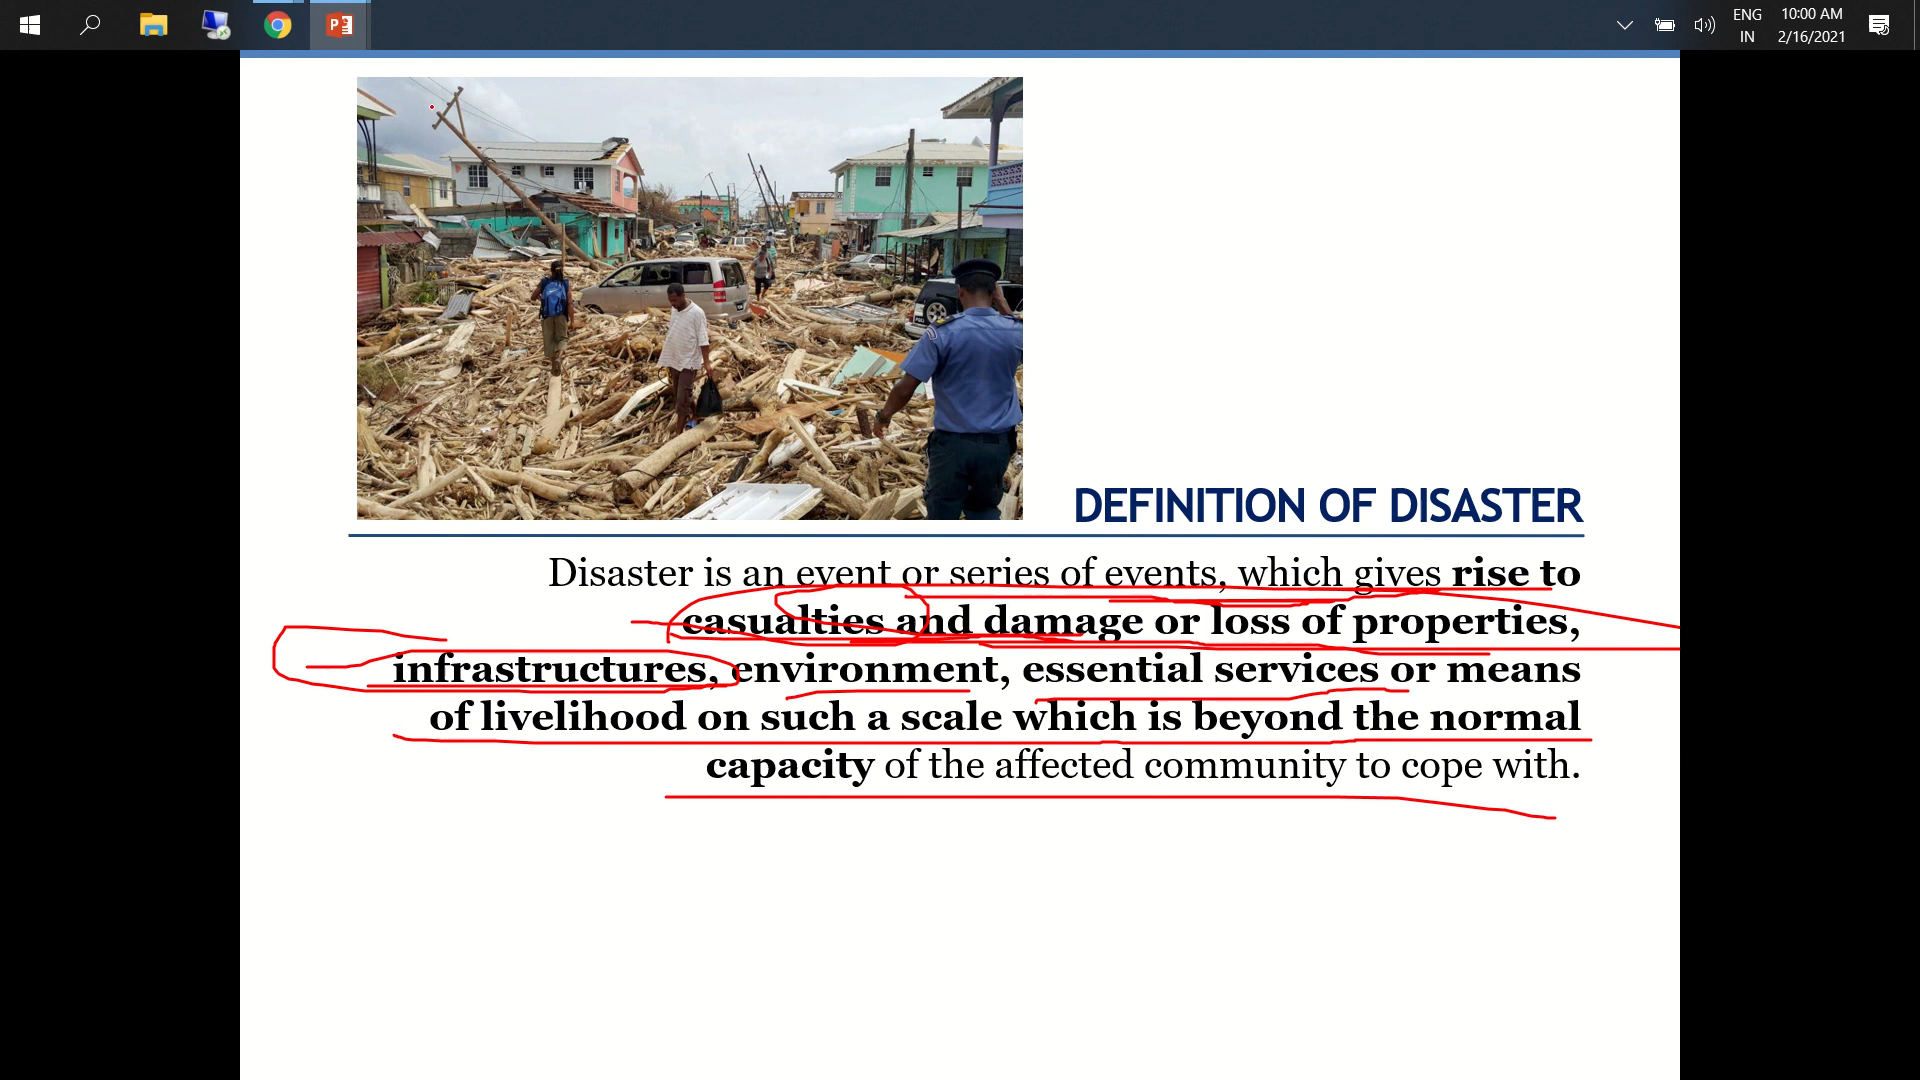 ENG
10:00 AM
IN
2/16/2021
DEFINITION OF DISASTER
Disaster is an event or series of events, which gives rise to
casualties and damage or loss of properties,
infrastructures, environment, essential services or means
of livelihood on such a scale which is beyond the normal
capacity of the affected community to cope with.